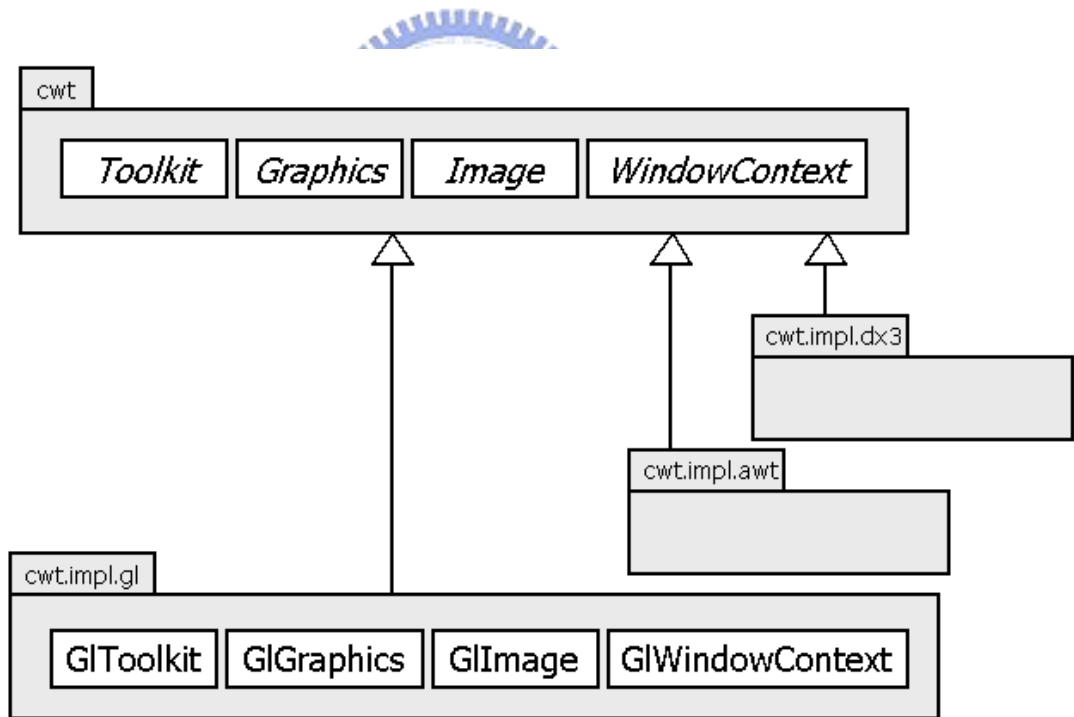 cwt
Toolkit Graphics Image WindowContext
cwt.impl.dx3
cwt.impl.awt
cwt.impl.gl
GlToolkit GlGraphics GlImage GlWindowContext